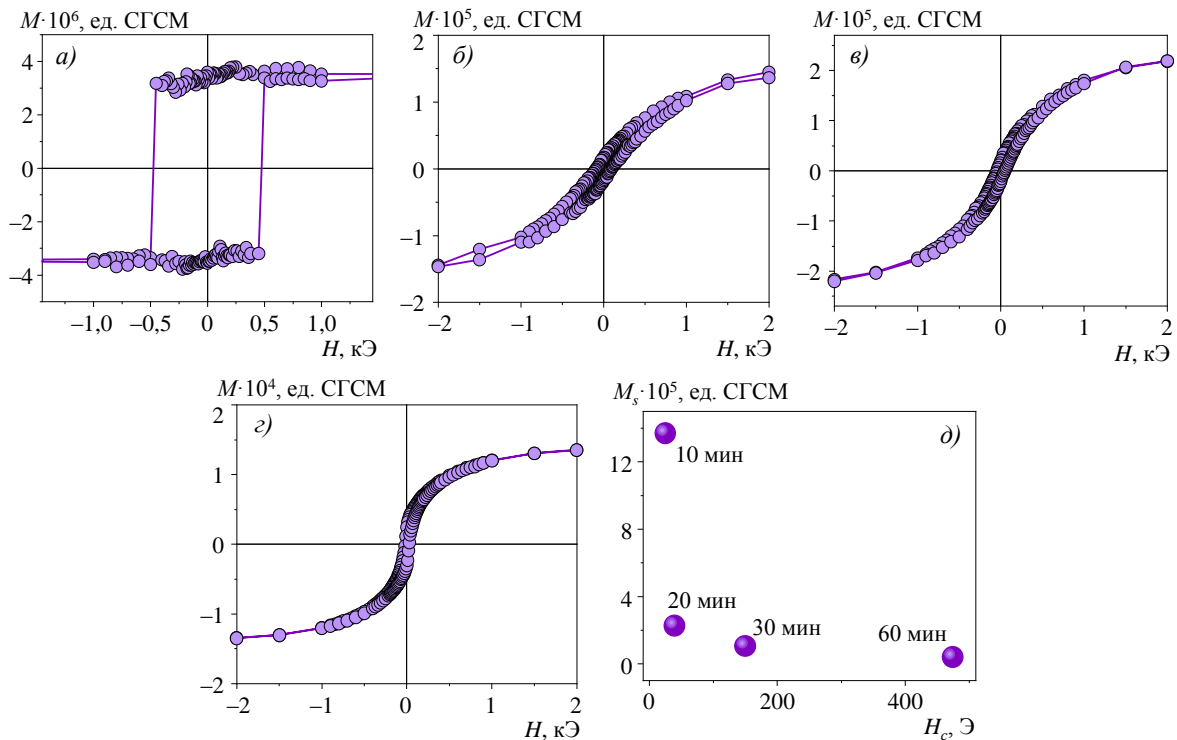 M·10⁶, ед. СГСМ
а)
4
2
0
−2
−4
−1,0
−0,5
0
0,5
1,0
H, кЭ
M·10⁵, ед. СГСМ
б)
2
1
0
−1
−2
−2
−1
0
1
2
H, кЭ
M·10⁵, ед. СГСМ
в)
2
1
0
−1
−2
−2
−1
0
1
2
H, кЭ
M·10⁴, ед. СГСМ
г)
2
1
0
−1
−2
−2
−1
0
1
2
H, кЭ
Mₛ·10⁵, ед. СГСМ
д)
12
8
4
0
10 мин
20 мин
30 мин
60 мин
0
200
400
H_c, Э